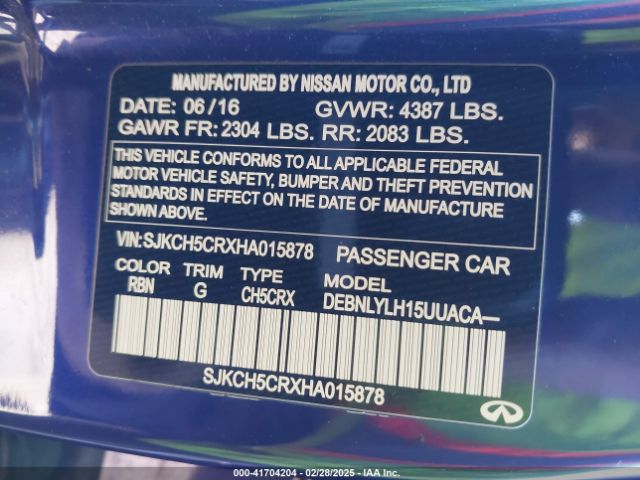 MANUFACTURED BY NISSAN MOTOR CO., LTD
DATE: 06/16 GVWR: 4387 LBS.
GAWR FR: 2304 LBS. RR: 2083 LBS.
THIS VEHICLE CONFORMS TO ALL APPLICABLE FEDERAL
MOTOR VEHICLE SAFETY, BUMPER AND THEFT PREVENTION
STANDARDS IN EFFECT ON THE DATE OF MANUFACTURE
SHOWN ABOVE.
VIN:SJKCH5CRXHA015878 PASSENGER CAR
COLOR TRIM TYPE MODEL
RBN G CH5CRX DEBNLYLH15UUACA—
SJKCH5CRXHA015878
000-41704204 - 02/28/2025 - IAA, LLC